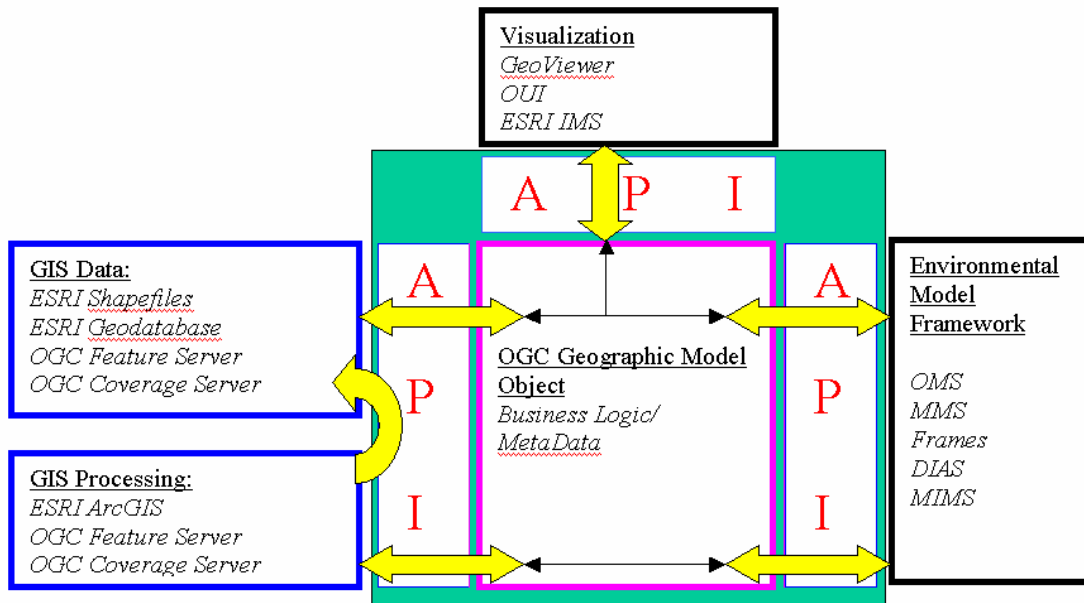 Visualization
GeoViewer
OUI
ESRI IMS
A P I
GIS Data:
ESRI Shapefiles
ESRI Geodatabase
OGC Feature Server
OGC Coverage Server
GIS Processing:
ESRI ArcGIS
OGC Feature Server
OGC Coverage Server
A
P
I
OGC Geographic Model
Object
Business Logic/
MetaData
A
P
I
Environmental
Model
Framework
OMS
MMS
Frames
DIAS
MIMS